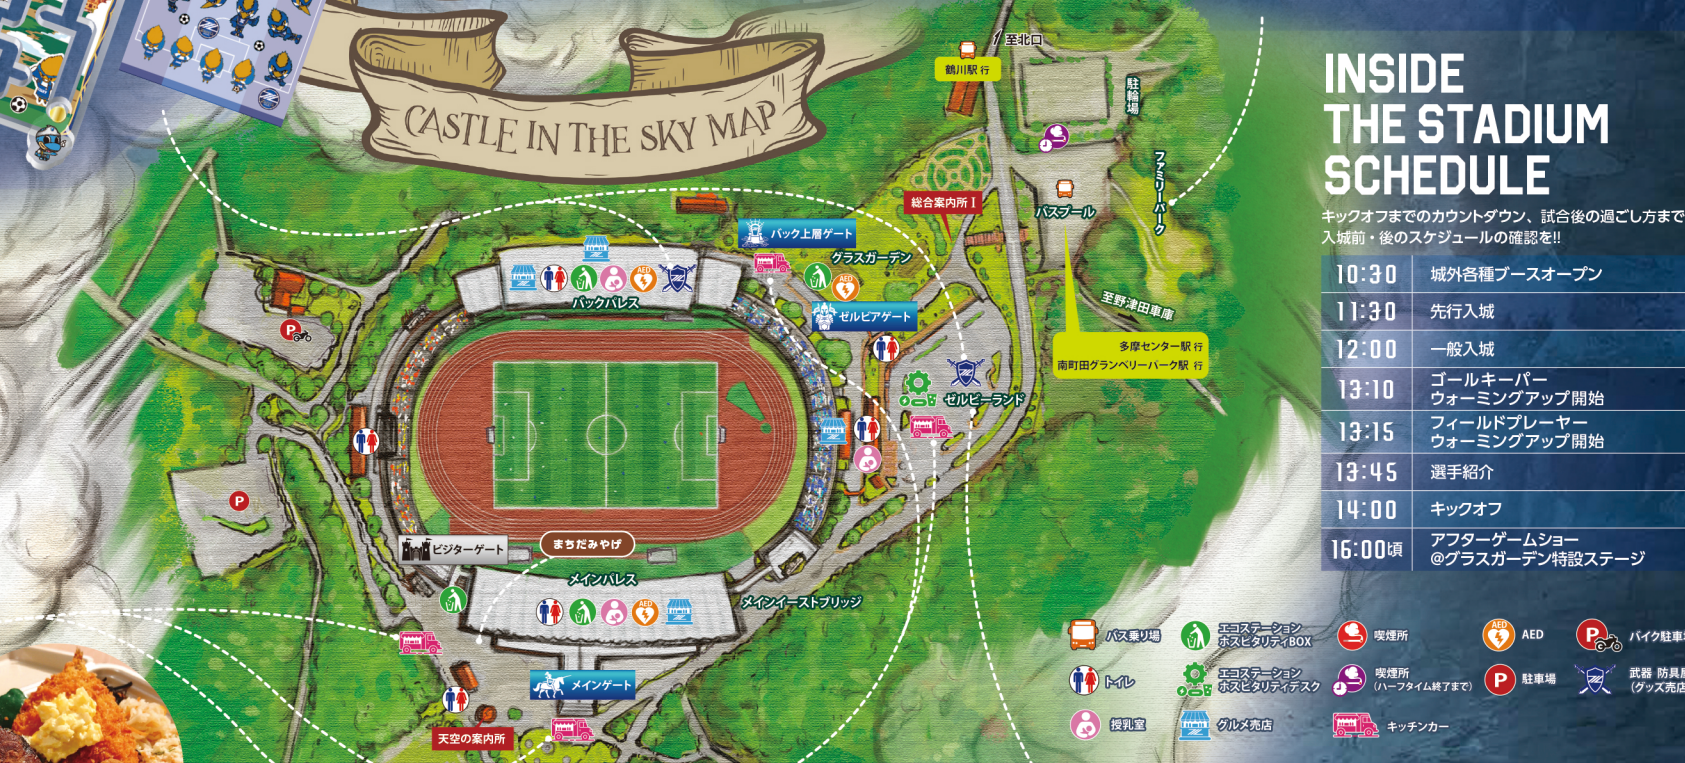 CASTLE IN THE SKY MAP
至北口
鶴川駅 行
駐輪場
ファミリーパーク
総合案内所 I
バスプール
バック上層ゲート
グラスガーデン
AED
AED
バックパレス
ゼルビアゲート
至野津田車庫
多摩センター駅 行
南町田グランベリーパーク駅 行
P
ゼルビーランド
P
ビジターゲート
まちだみやげ
メインパレス
AED
メインイーストブリッジ
メインゲート
天空の案内所
INSIDE
THE STADIUM
SCHEDULE
キックオフまでのカウントダウン、試合後の過ごし方まで
入城前・後のスケジュールの確認を!!
10:30 城外各種ブースオープン
11:30 先行入城
12:00 一般入城
13:10 ゴールキーパー
ウォーミングアップ開始
13:15 フィールドプレーヤー
ウォーミングアップ開始
13:45 選手紹介
14:00 キックオフ
16:00頃 アフターゲームショー
@グラスガーデン特設ステージ
バス乗り場
エコステーション
ホスピタリティBOX
喫煙所
AED
AED
P
バイク駐車
トイレ
エコステーション
ホスピタリティデスク
喫煙所
(ハーフタイム終了まで)
P
駐車場
武器 防具
(グッズ売店
授乳室
グルメ売店
キッチンカー